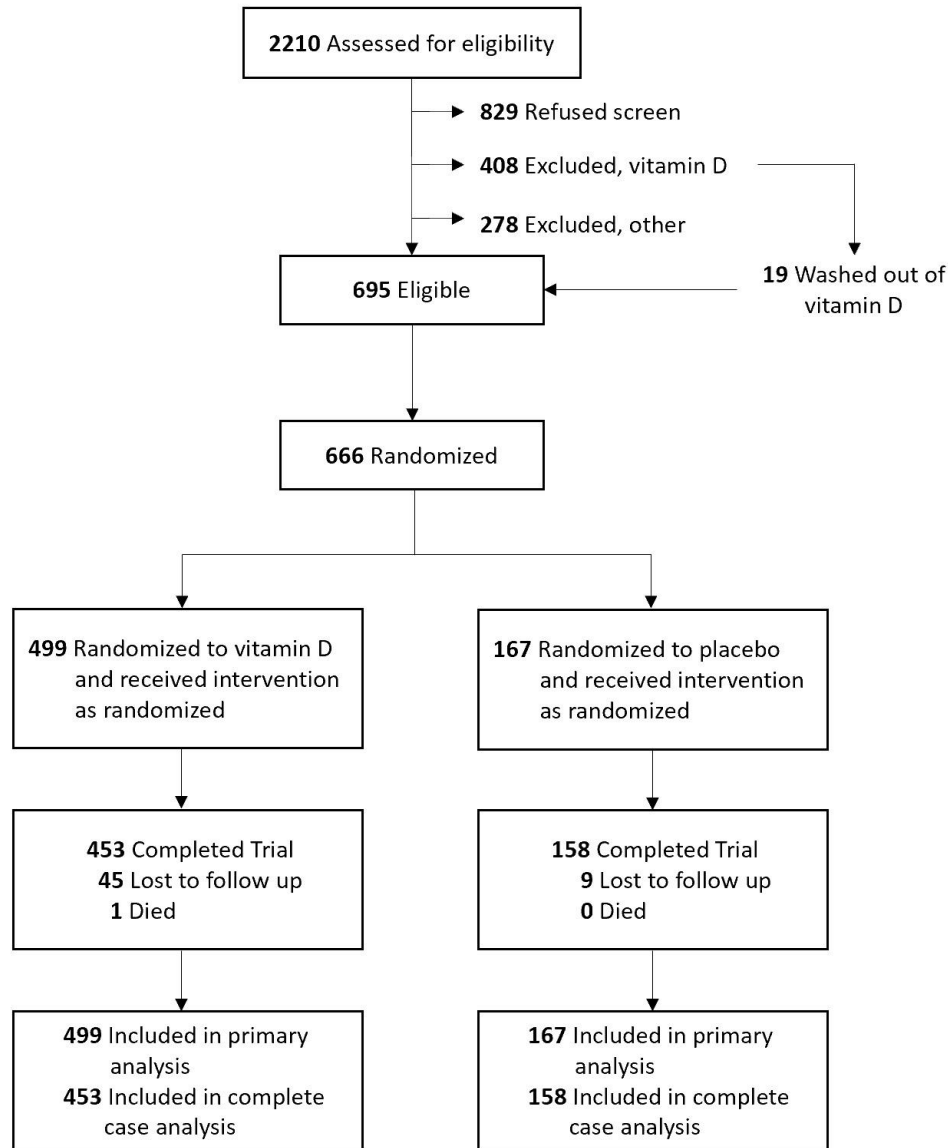 2210 Assessed for eligibility
829 Refused screen
408 Excluded, vitamin D
278 Excluded, other
19 Washed out of
vitamin D
695 Eligible
666 Randomized
499 Randomized to vitamin D
and received intervention
as randomized
167 Randomized to placebo
and received intervention
as randomized
453 Completed Trial
45 Lost to follow up
1 Died
158 Completed Trial
9 Lost to follow up
0 Died
499 Included in primary
analysis
453 Included in complete
case analysis
167 Included in primary
analysis
158 Included in complete
case analysis